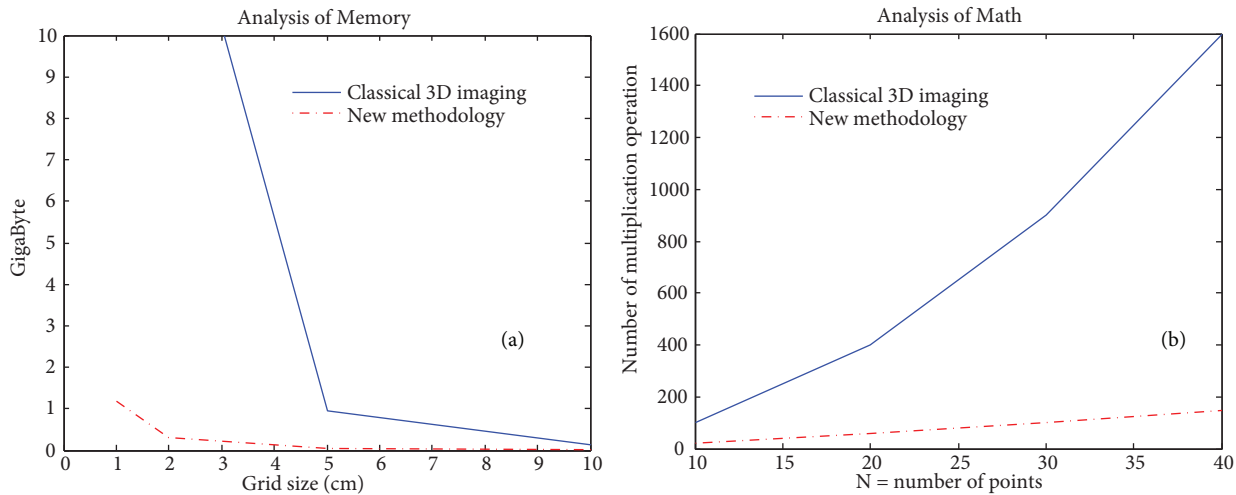 Analysis of Memory
10
9
8
7
6
5
4
3
2
1
0
GigaByte
Classical 3D imaging
New methodology
(a)
0 1 2 3 4 5 6 7 8 9 10
Grid size (cm)
Analysis of Math
1600
1400
1200
1000
800
600
400
200
0
Number of multiplication operation
Classical 3D imaging
New methodology
(b)
10 15 20 25 30 35 40
N = number of points